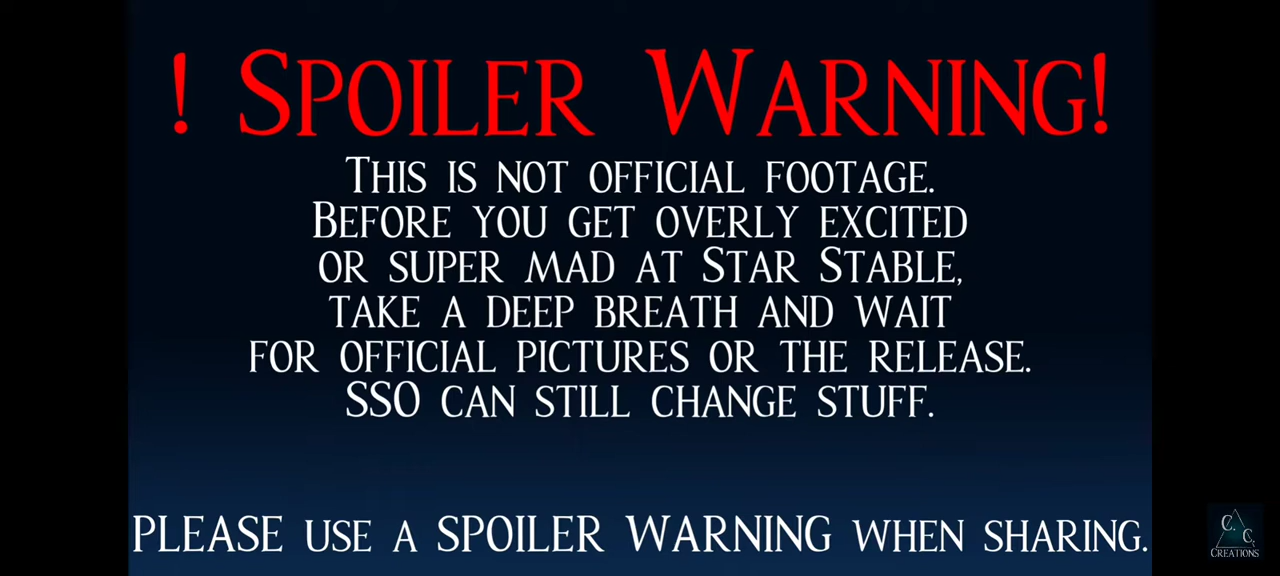 ! Spoiler Warning!
This is not official footage.
Before you get overly excited
or super mad at Star Stable,
take a deep breath and wait
for official pictures or the release.
SSO can still change stuff.
PLEASE use a SPOILER WARNING when sharing.
C. C.
Creations